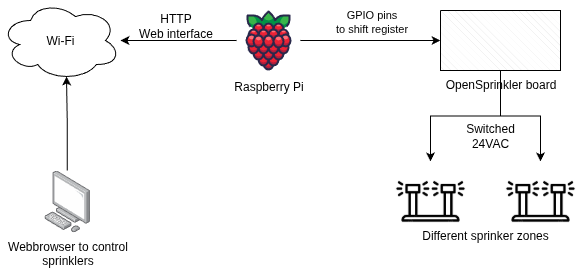 Wi-Fi
HTTP
Web interface
Raspberry Pi
GPIO pins
to shift register
OpenSprinkler board
Switched
24VAC
Different sprinker zones
Webbrowser to control
sprinklers